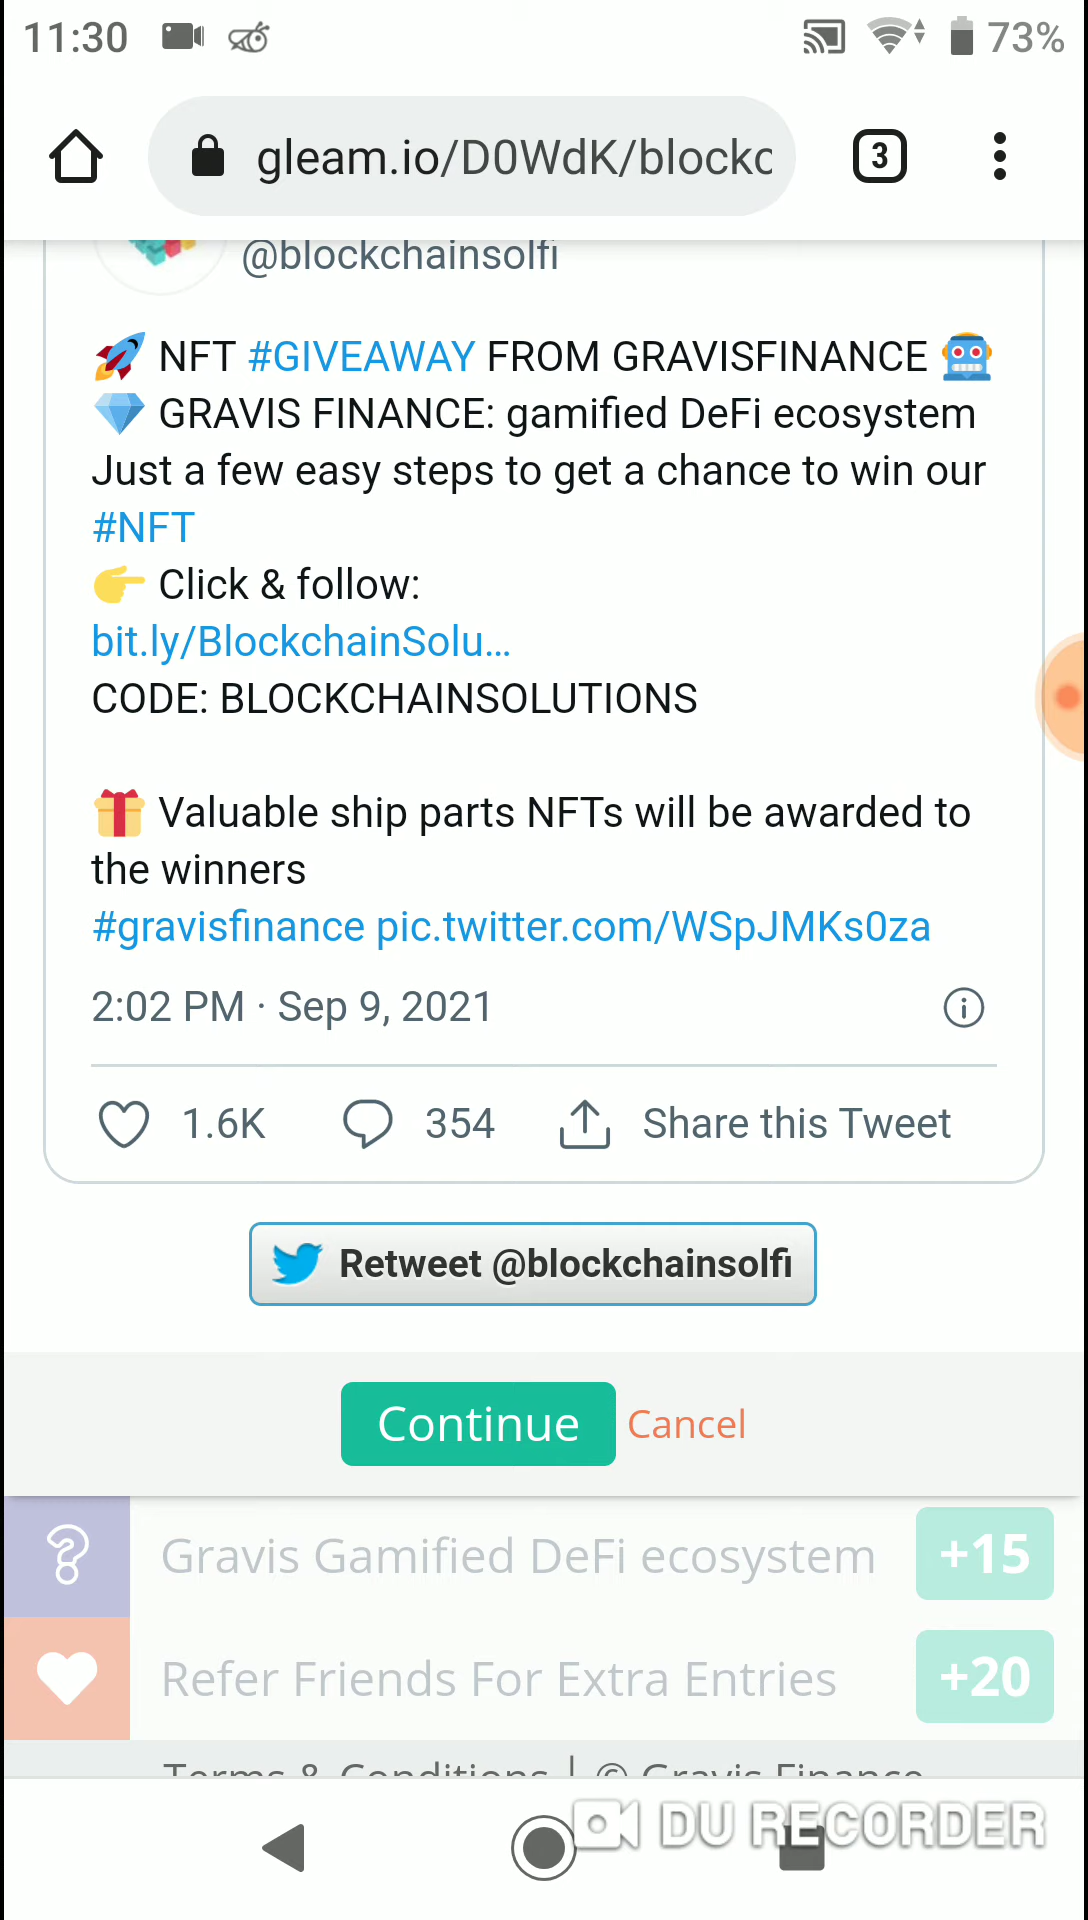 11:30
73%
gleam.io/D0WdK/blockc
3
@blockchainsolfi
🚀 NFT #GIVEAWAY FROM GRAVISFINANCE 🤖
💎 GRAVIS FINANCE: gamified DeFi ecosystem
Just a few easy steps to get a chance to win our
#NFT
👉 Click & follow:
bit.ly/BlockchainSolu…
CODE: BLOCKCHAINSOLUTIONS
🎁 Valuable ship parts NFTs will be awarded to
the winners
#gravisfinance pic.twitter.com/WSpJMKs0za
2:02 PM · Sep 9, 2021
1.6K 354 Share this Tweet
Retweet @blockchainsolfi
Continue Cancel
Gravis Gamified DeFi ecosystem +15
Refer Friends For Extra Entries +20
Terms & Conditions | © Gravis Finance
DU RECORDER